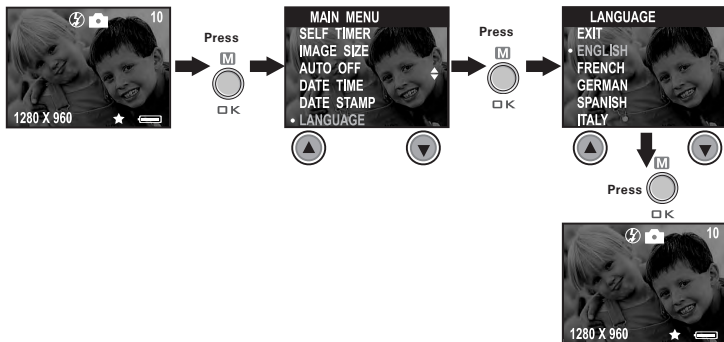 10
1280 X 960
Press
M
OK
MAIN MENU
SELF TIMER
IMAGE SIZE
AUTO OFF
DATE TIME
DATE STAMP
• LANGUAGE
Press
M
OK
LANGUAGE
EXIT
• ENGLISH
FRENCH
GERMAN
SPANISH
ITALY
M
Press
OK
10
1280 X 960